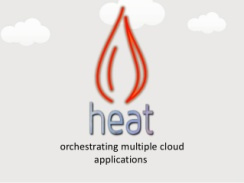 heat
orchestrating multiple cloud
applications